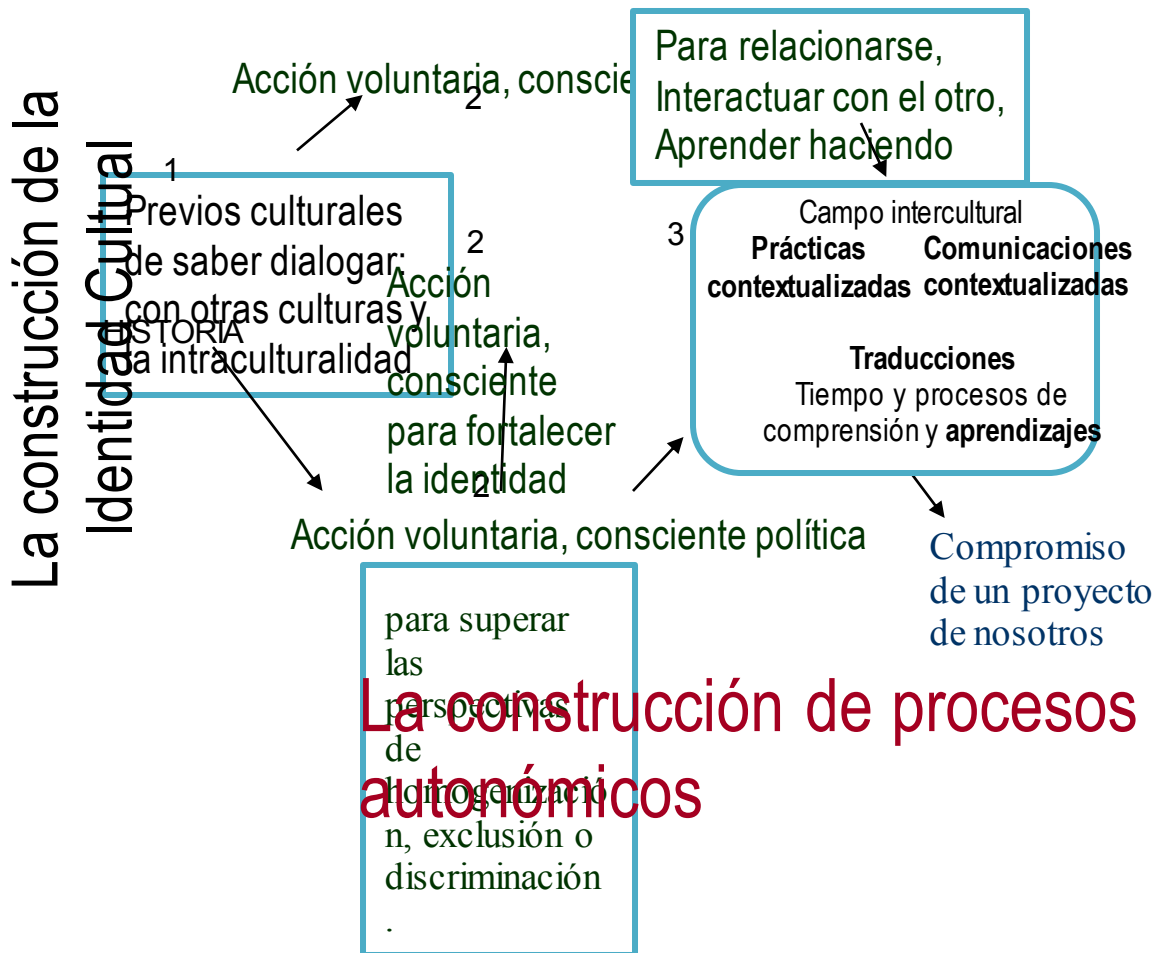 La construcción de la
Identidad Cultural
Acción voluntaria, conscie
2
Para relacionarse,
Interactuar con el otro,
Aprender haciendo
1
Previos culturales
de saber dialogar:
con otras culturas y
la intraculturalidad
HISTORIA
2
Acción
voluntaria,
consciente
para fortalecer
la identidad
2
Acción voluntaria, consciente política
3
Campo intercultural
Prácticas
contextualizadas
Comunicaciones
contextualizadas
Traducciones
Tiempo y procesos de
comprensión y aprendizajes
Compromiso
de un proyecto
de nosotros
para superar
las
perspectivas
de
homogenizació
n, exclusión o
discriminación
.
La construcción de procesos
autonómicos